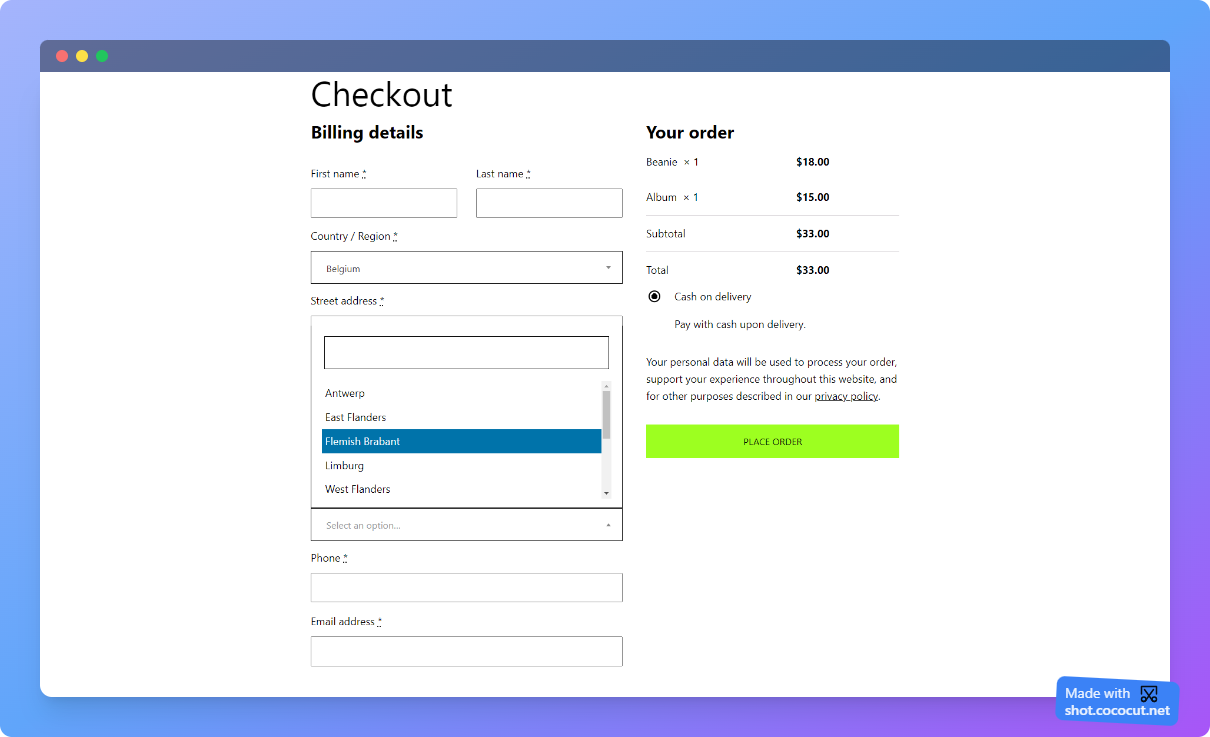 Checkout
Billing details
First name *
Last name *
Country / Region *
Belgium
Street address *
Antwerp
East Flanders
Flemish Brabant
Limburg
West Flanders
Select an option...
Phone *
Email address *
Your order
Beanie × 1 $18.00
Album × 1 $15.00
Subtotal $33.00
Total $33.00
Cash on delivery
Pay with cash upon delivery.
Your personal data will be used to process your order,
support your experience throughout this website, and
for other purposes described in our privacy policy.
PLACE ORDER
Made with
shot.cococut.net